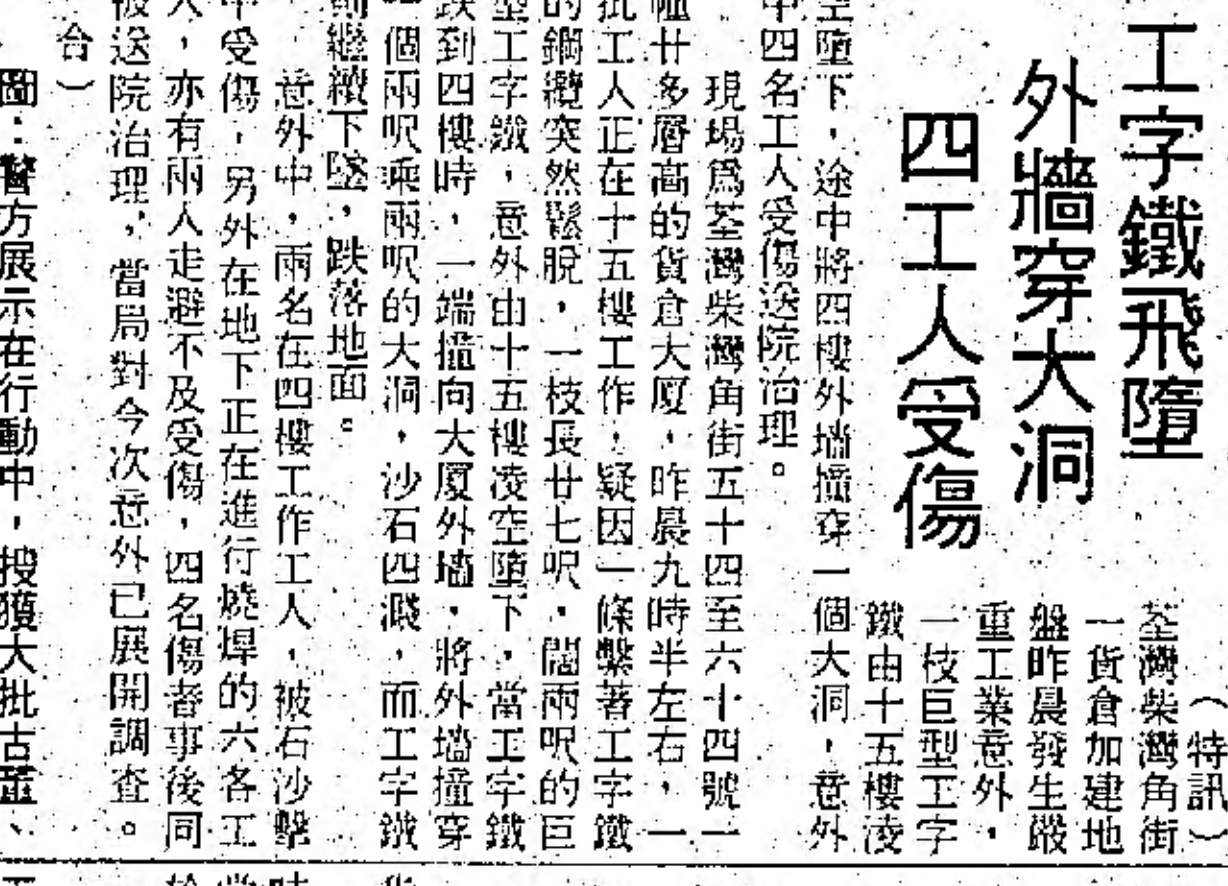 工字鐵飛墮
外牆穿大洞
四工人受傷
（特訊）
荃灣柴灣角街
一貨倉加建地
盤昨晨發生嚴
重工業意外，
一枝巨型工字
鐵由十五樓凌
空墮下，途中將四樓外墻撞穿一個大洞，意外
中四名工人受傷送院治理。
現場爲荃灣柴灣角街五十四至六十四號一
幢廿多層高的貨倉大廈，昨晨九時半左右，一
批工人正在十五樓工作，疑因一條繫著工字鐵
的鋼纜突然鬆脫，一枝長廿七呎，闊兩呎的巨
型工字鐵，意外由十五樓凌空墮下，當工字鐵
跌到四樓時，一端撞向大厦外墻，將外墻撞穿
一個兩呎乘兩呎的大洞，沙石四濺，而工字鐵
則繼續下墜，跌落地面。
意外中，兩名在四樓工作工人，被石沙擊
中受傷，另外在地下正在進行燒焊的六各工
人，亦有兩人走避不及受傷，四名傷者事後同
被送院治理，當局對今次意外已展開調查。
台）
圖：警方展示在行動中，搜獲大批古董、